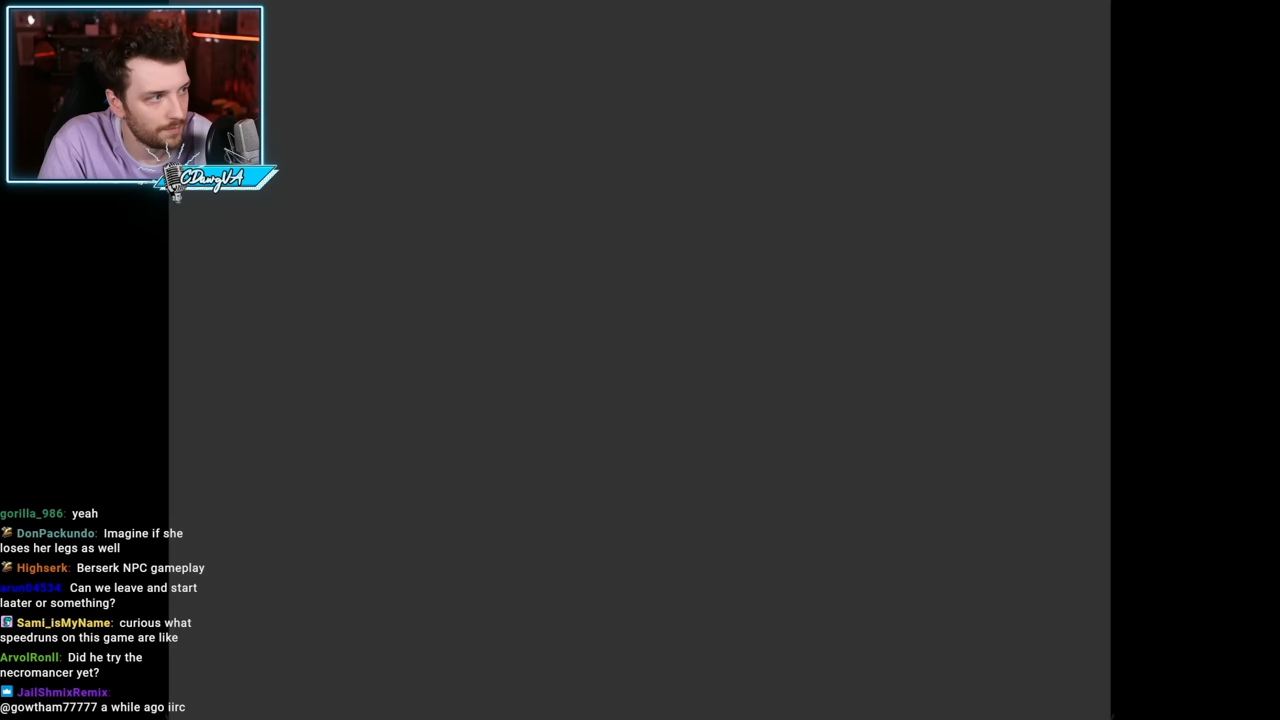 CDawgVA
gorilla_986: yeah
DonPackundo: Imagine if she
loses her legs as well
Highserk: Berserk NPC gameplay
arun04534: Can we leave and start
laater or something?
Sami_isMyName: curious what
speedruns on this game are like
ArvolRonll: Did he try the
necromancer yet?
JailShmixRemix:
@gowtham77777 a while ago iirc